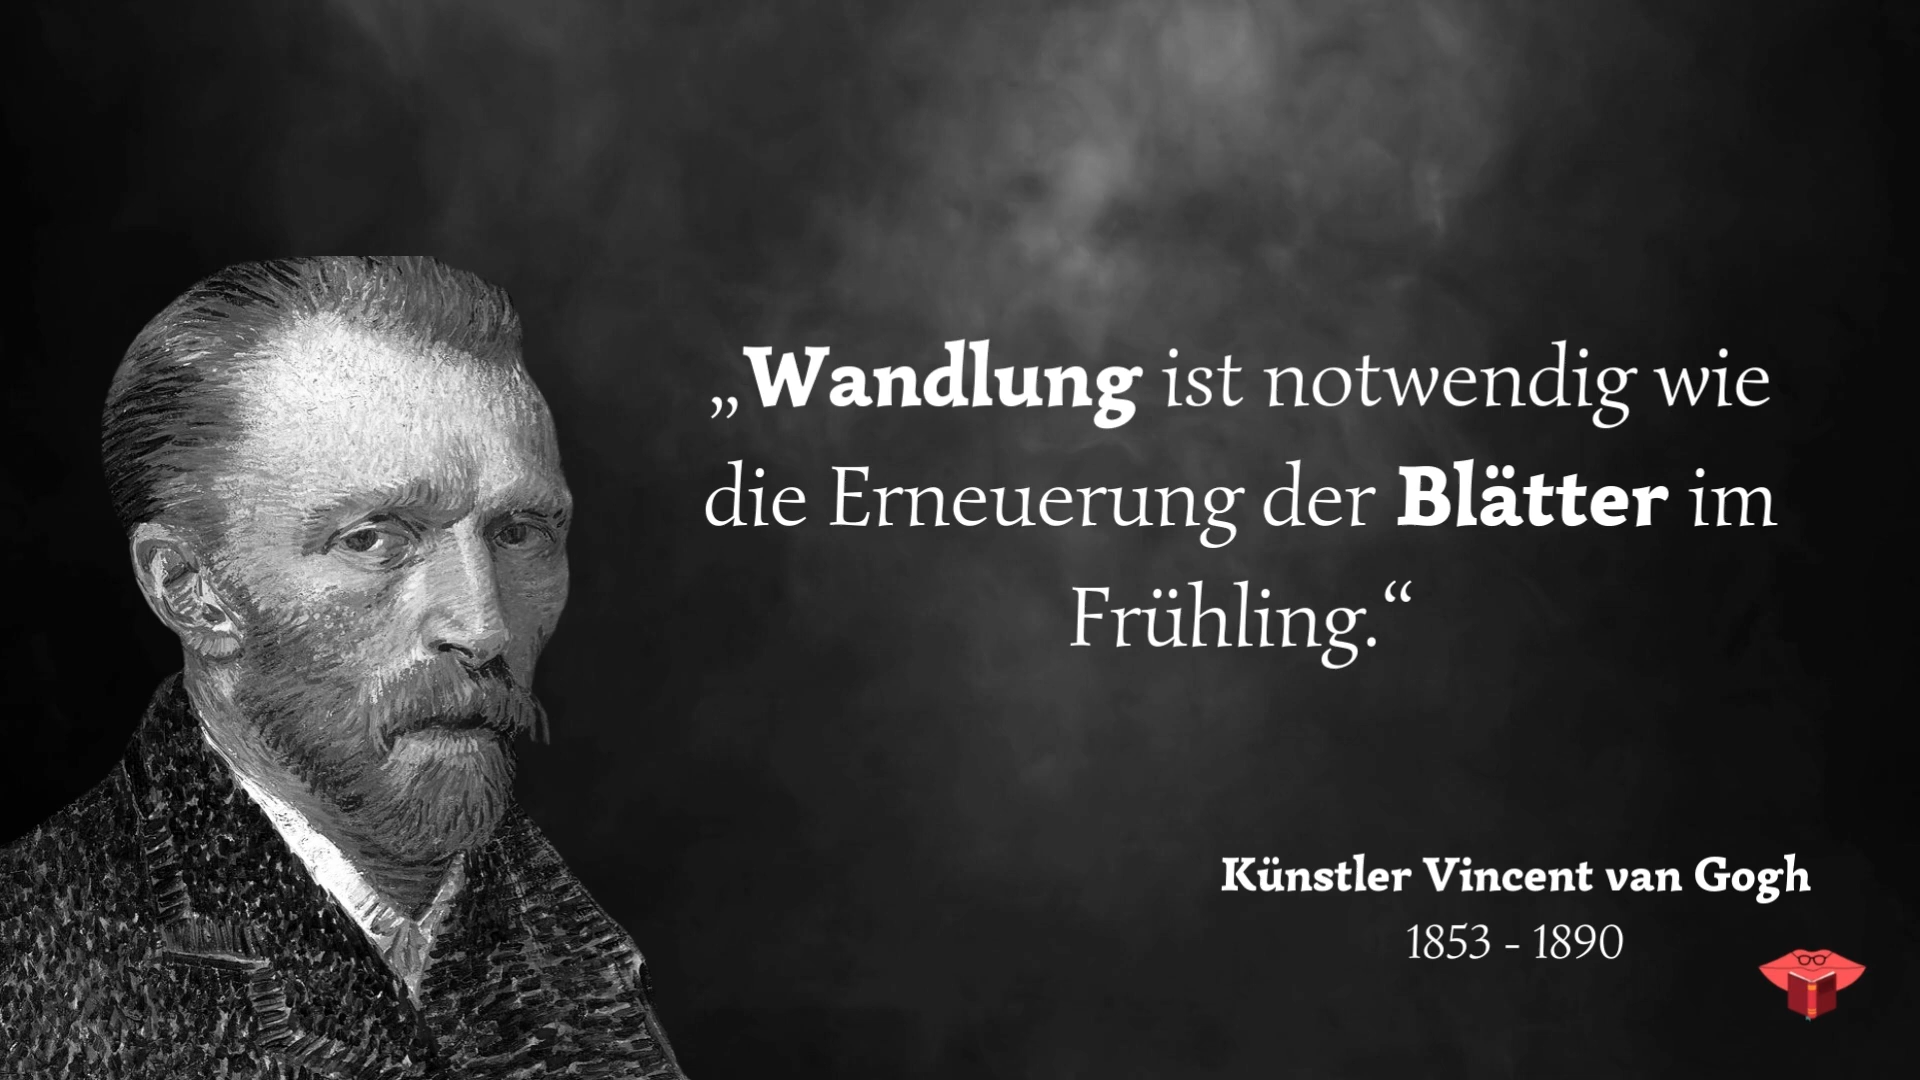 „Wandlung ist notwendig wie
die Erneuerung der Blätter im
Frühling.“
Künstler Vincent van Gogh
1853 - 1890